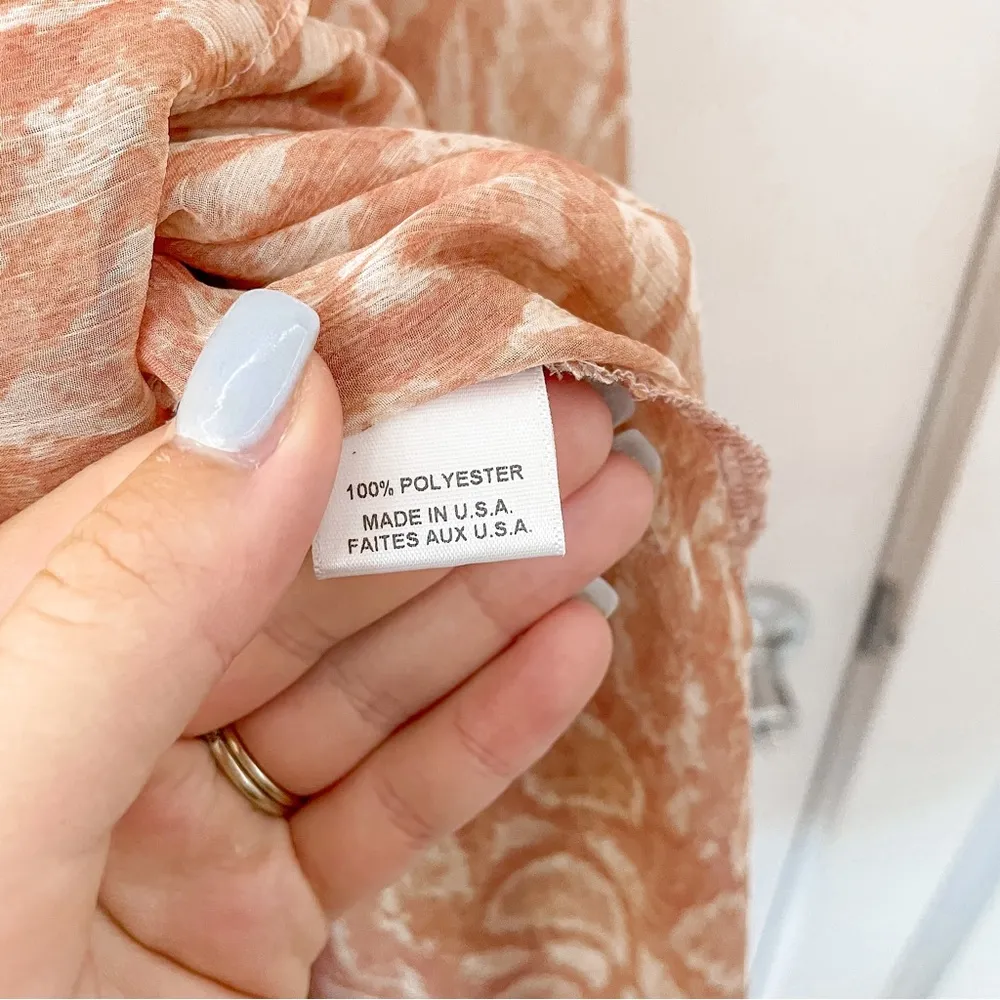 100% POLYESTER
MADE IN U.S.A.
FAITES AUX U.S.A.